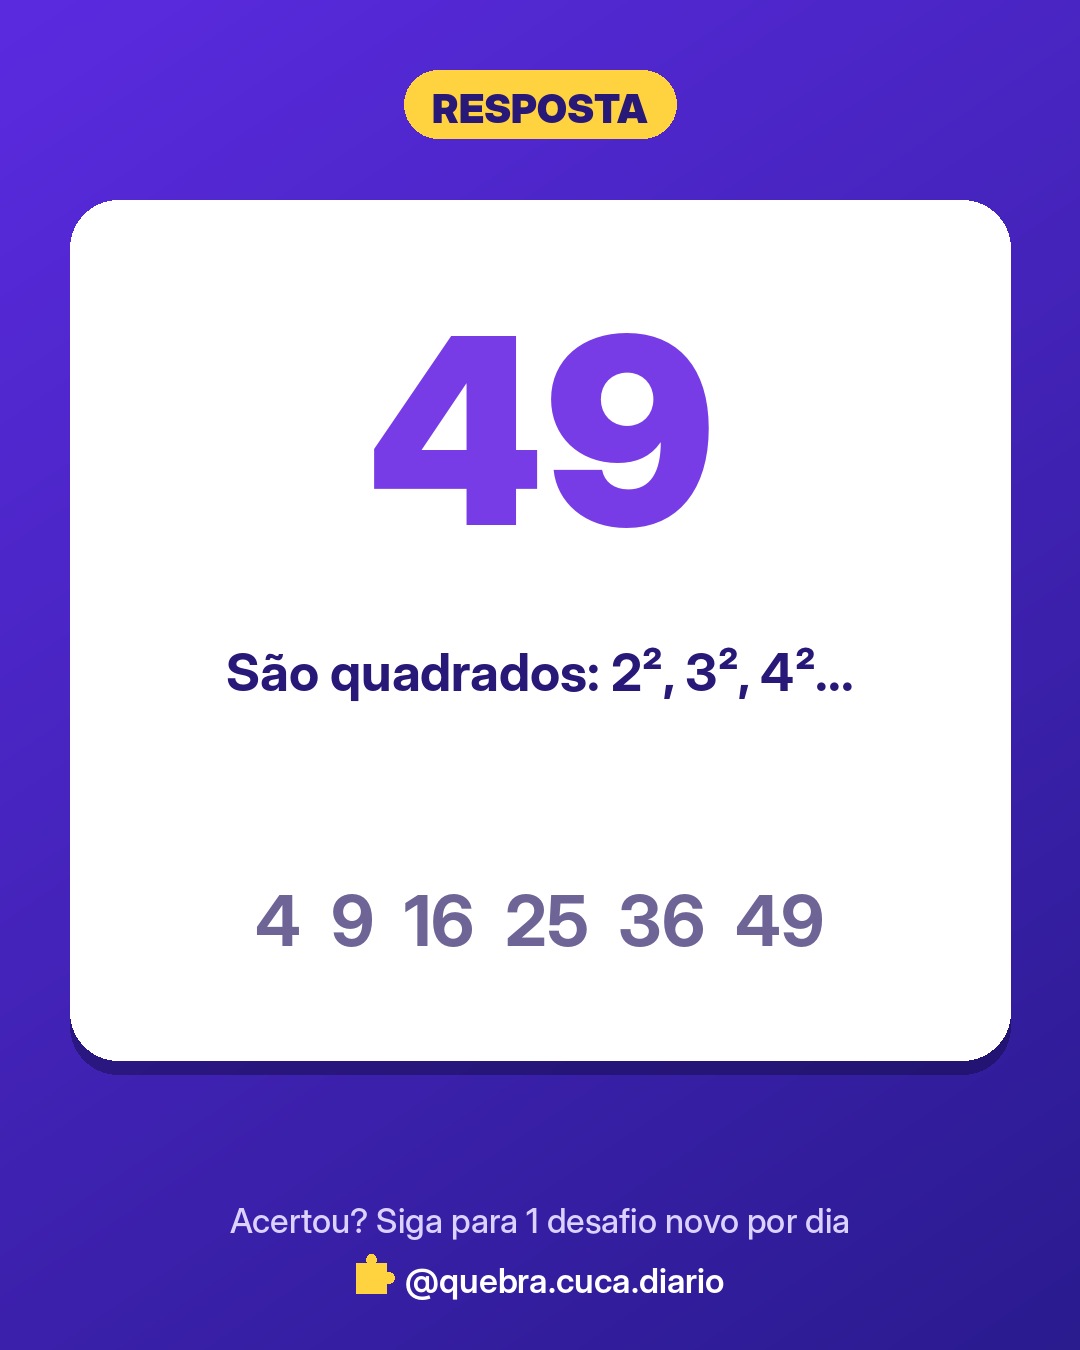 RESPOSTA
49
São quadrados: 2², 3², 4²...
4 9 16 25 36 49
Acertou? Siga para 1 desafio novo por dia
@quebra.cuca.diario